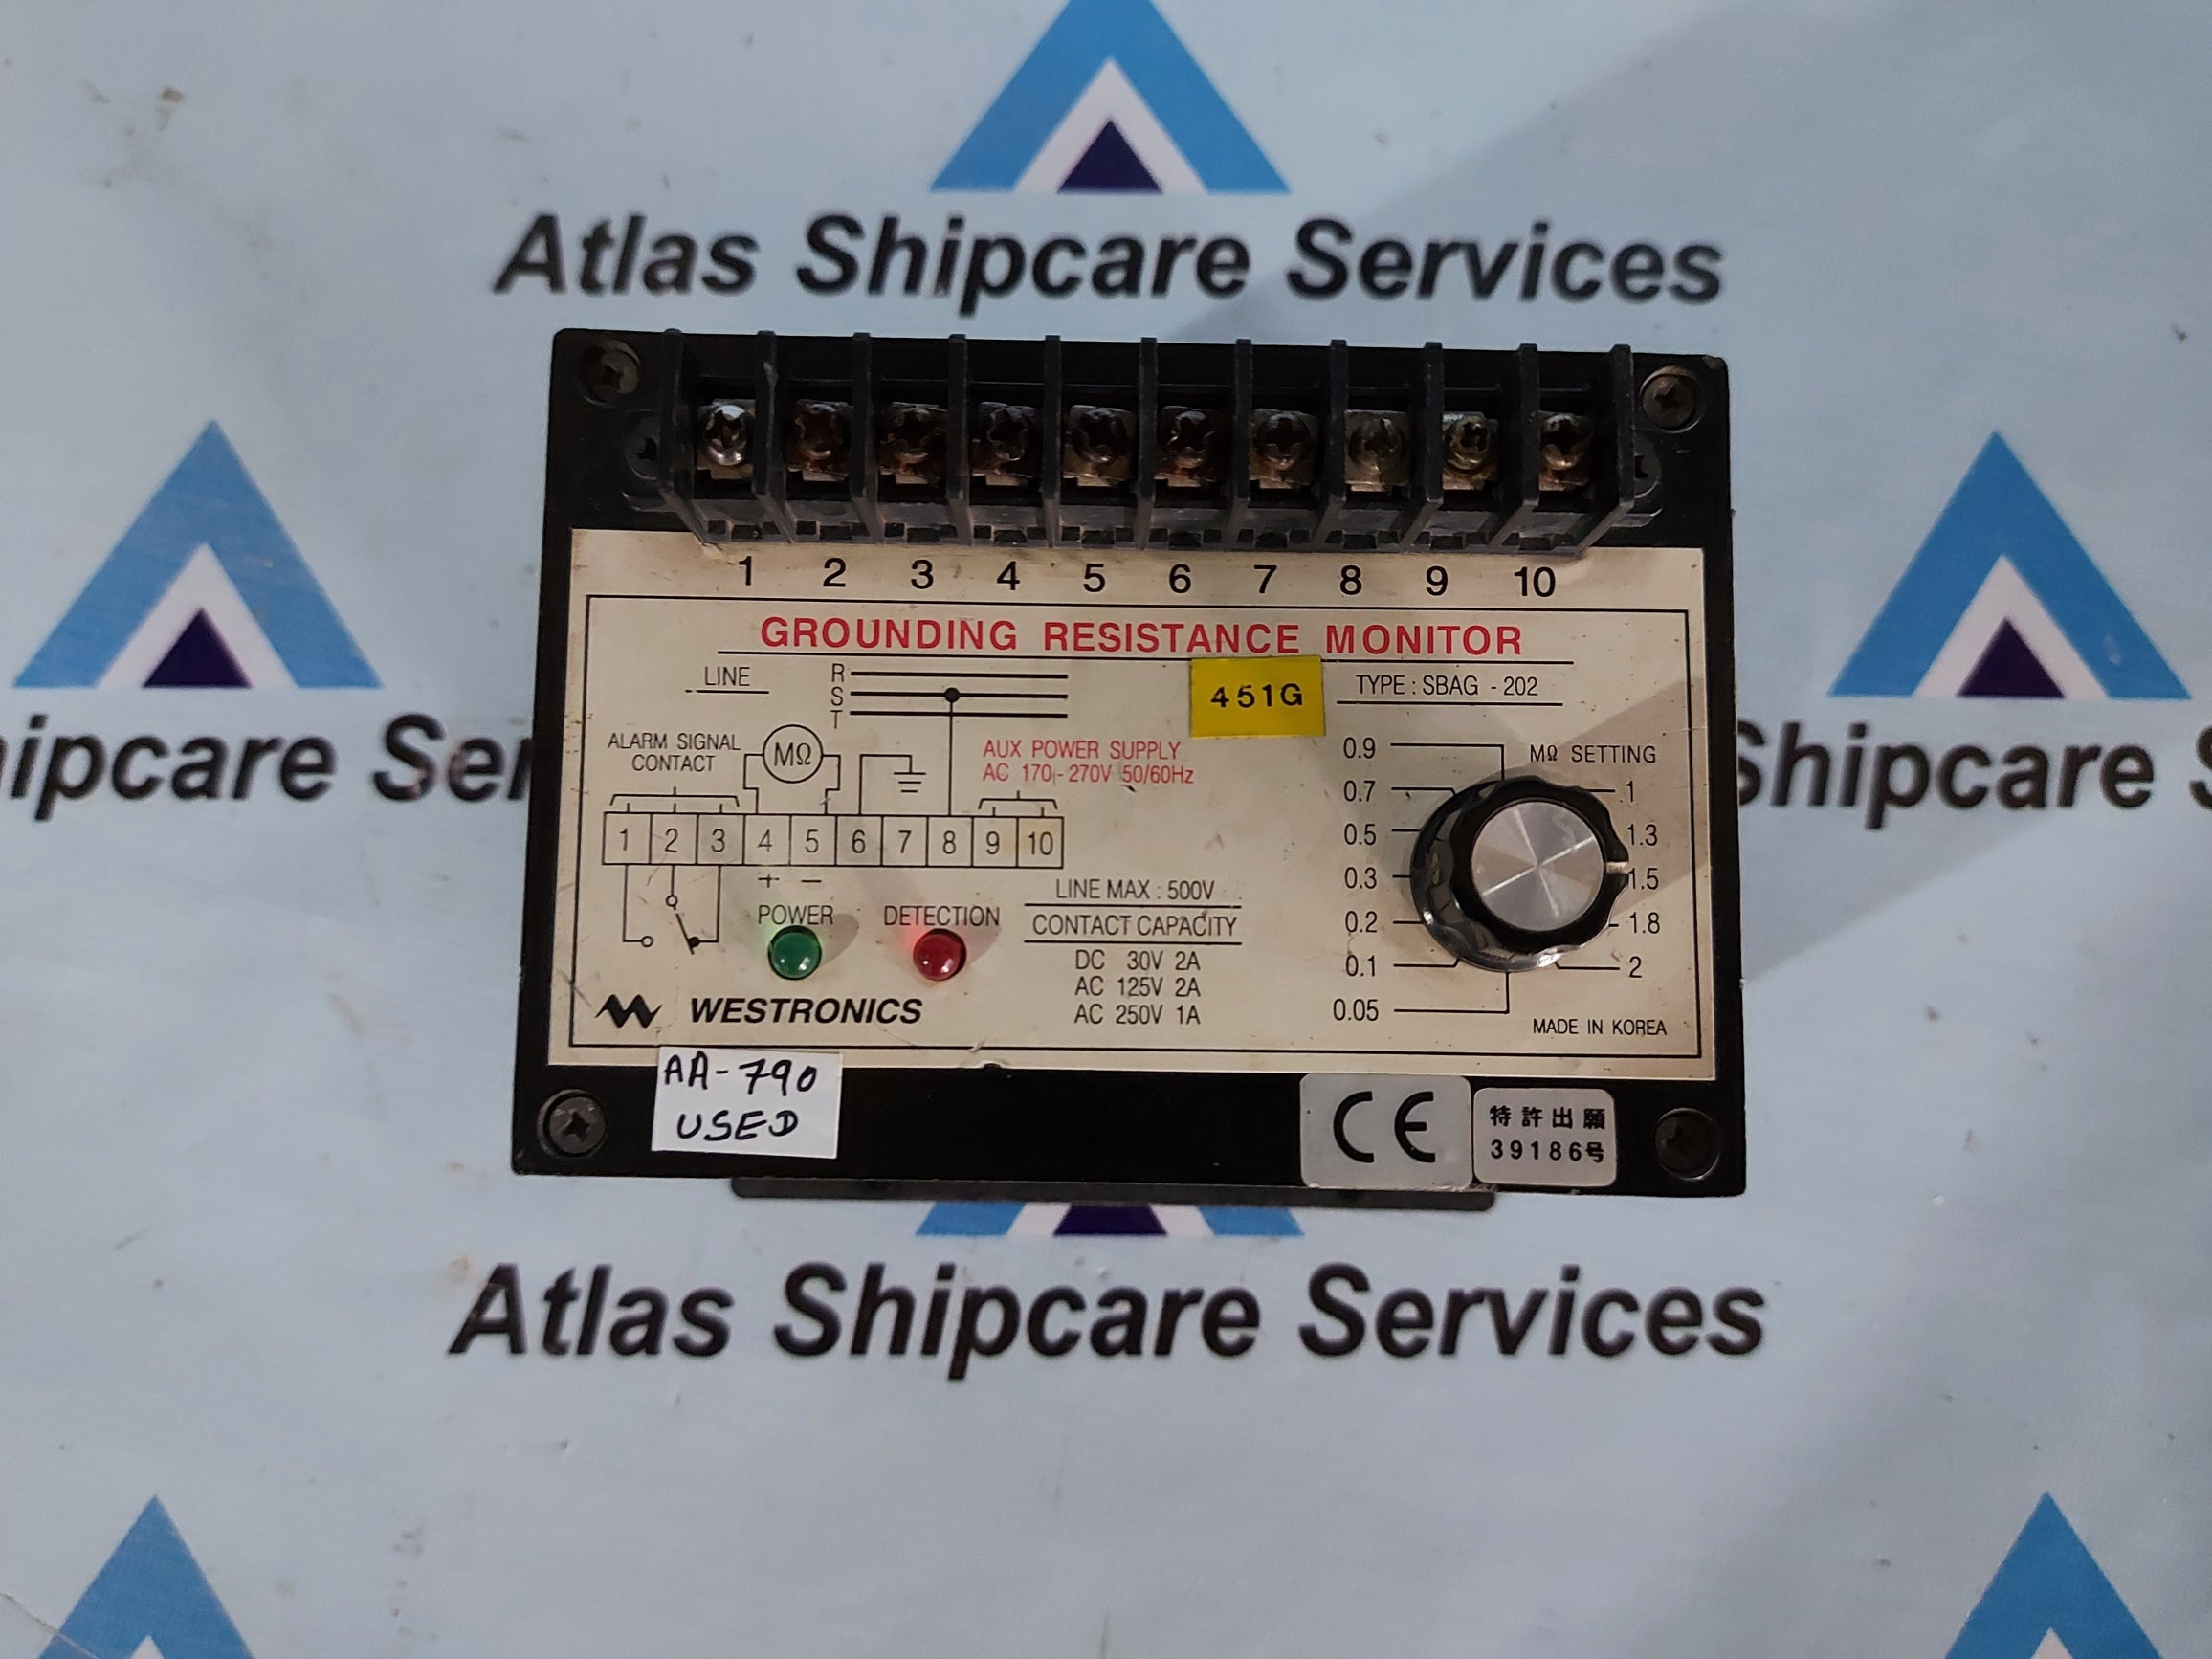 Atlas Shipcare Services
1 2 3 4 5 6 7 8 9 10
GROUNDING RESISTANCE MONITOR
LINE
R
S
T
451G
TYPE : SBAG - 202
ALARM SIGNAL
CONTACT
MΩ
AUX POWER SUPPLY
AC 170 - 270V 50/60Hz
1 2 3 4 5 6 7 8 9 10
+ −
POWER
DETECTION
LINE MAX : 500V
CONTACT CAPACITY
DC 30V 2A
AC 125V 2A
AC 250V 1A
WESTRONICS
MΩ SETTING
0.9
0.7
0.5
0.3
0.2
0.1
0.05
1
1.3
1.5
1.8
2
MADE IN KOREA
AA-790
USED
CE
特許出願
39186号
hipcare Ser
Shipcare S
Atlas Shipcare Services